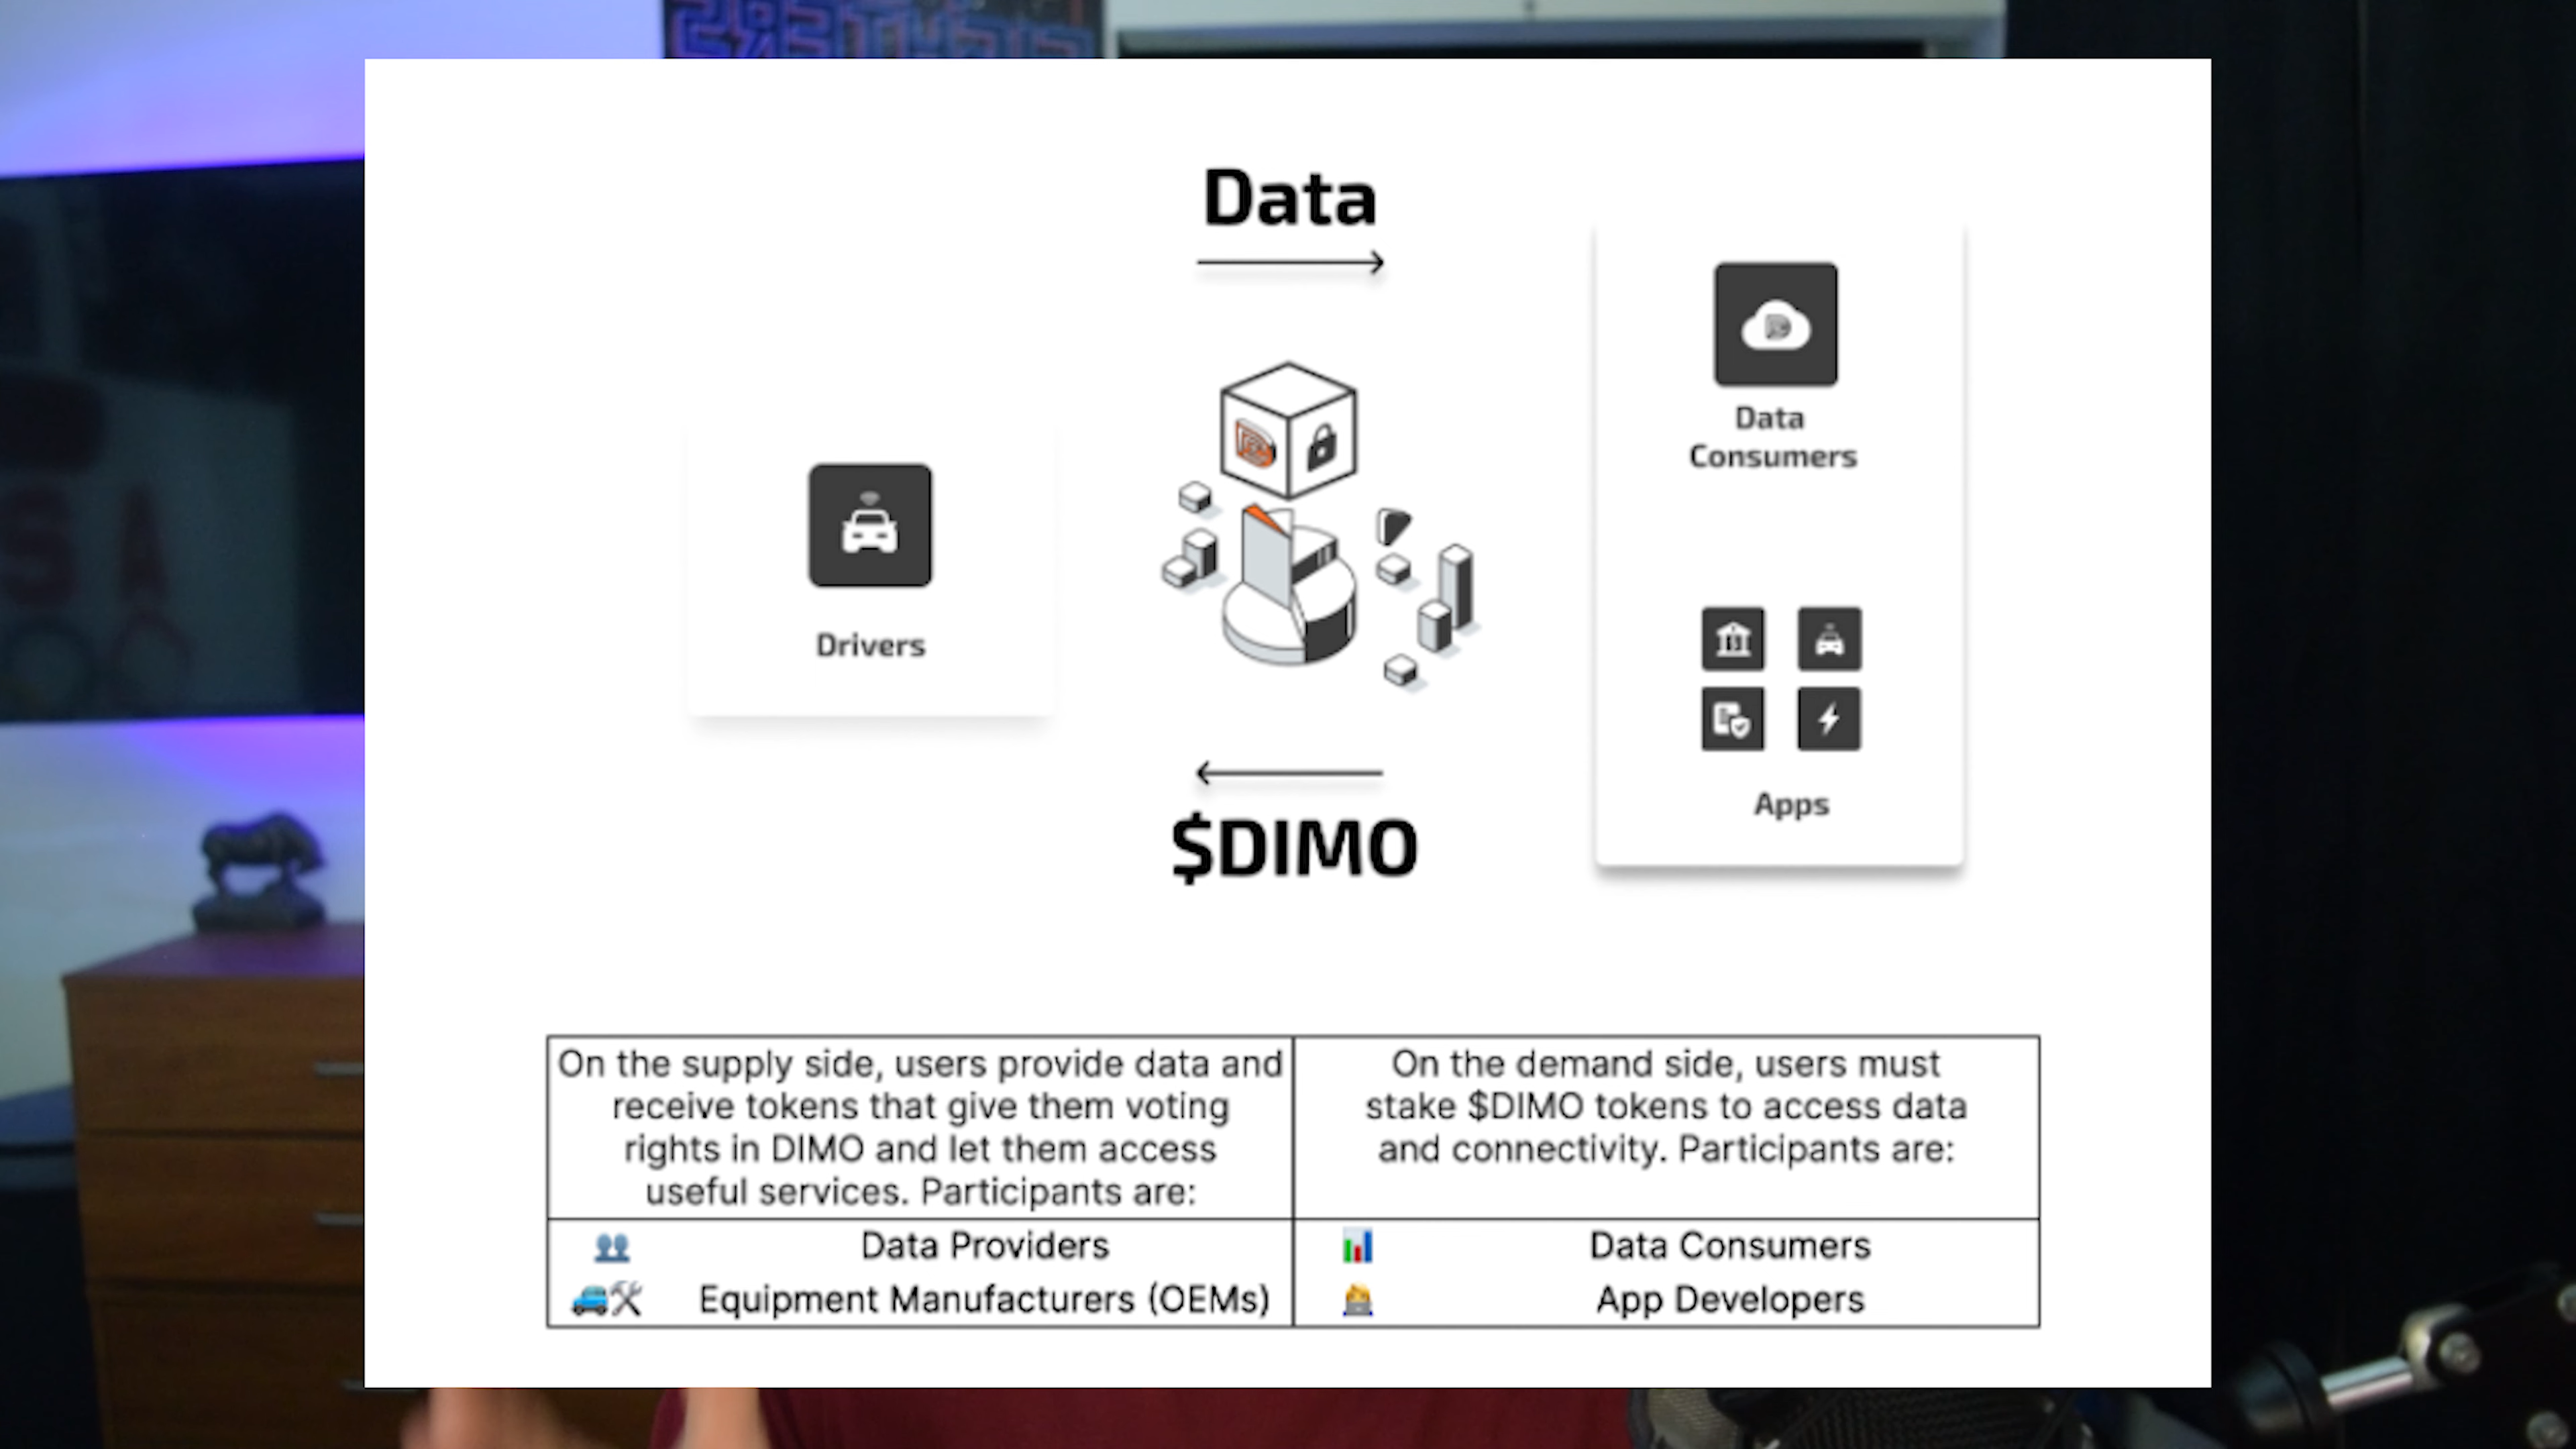 Data
Data
Consumers
Drivers
Apps
$DIMO
On the supply side, users provide data and
receive tokens that give them voting
rights in DIMO and let them access
useful services. Participants are:
On the demand side, users must
stake $DIMO tokens to access data
and connectivity. Participants are:
Data Providers
Data Consumers
Equipment Manufacturers (OEMs)
App Developers